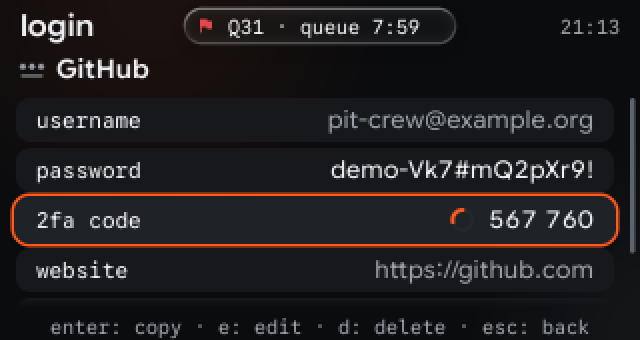 login Q31 · queue 7:59 21:13
GitHub
username pit-crew@example.org
password demo-Vk7#mQ2pXr9!
2fa code 567 760
website https://github.com
enter: copy · e: edit · d: delete · esc: back